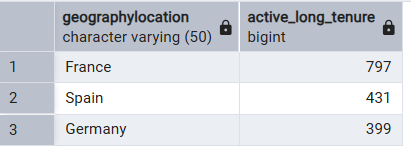 geographylocation active_long_tenure
character varying (50) bigint
1 France 797
2 Spain 431
3 Germany 399